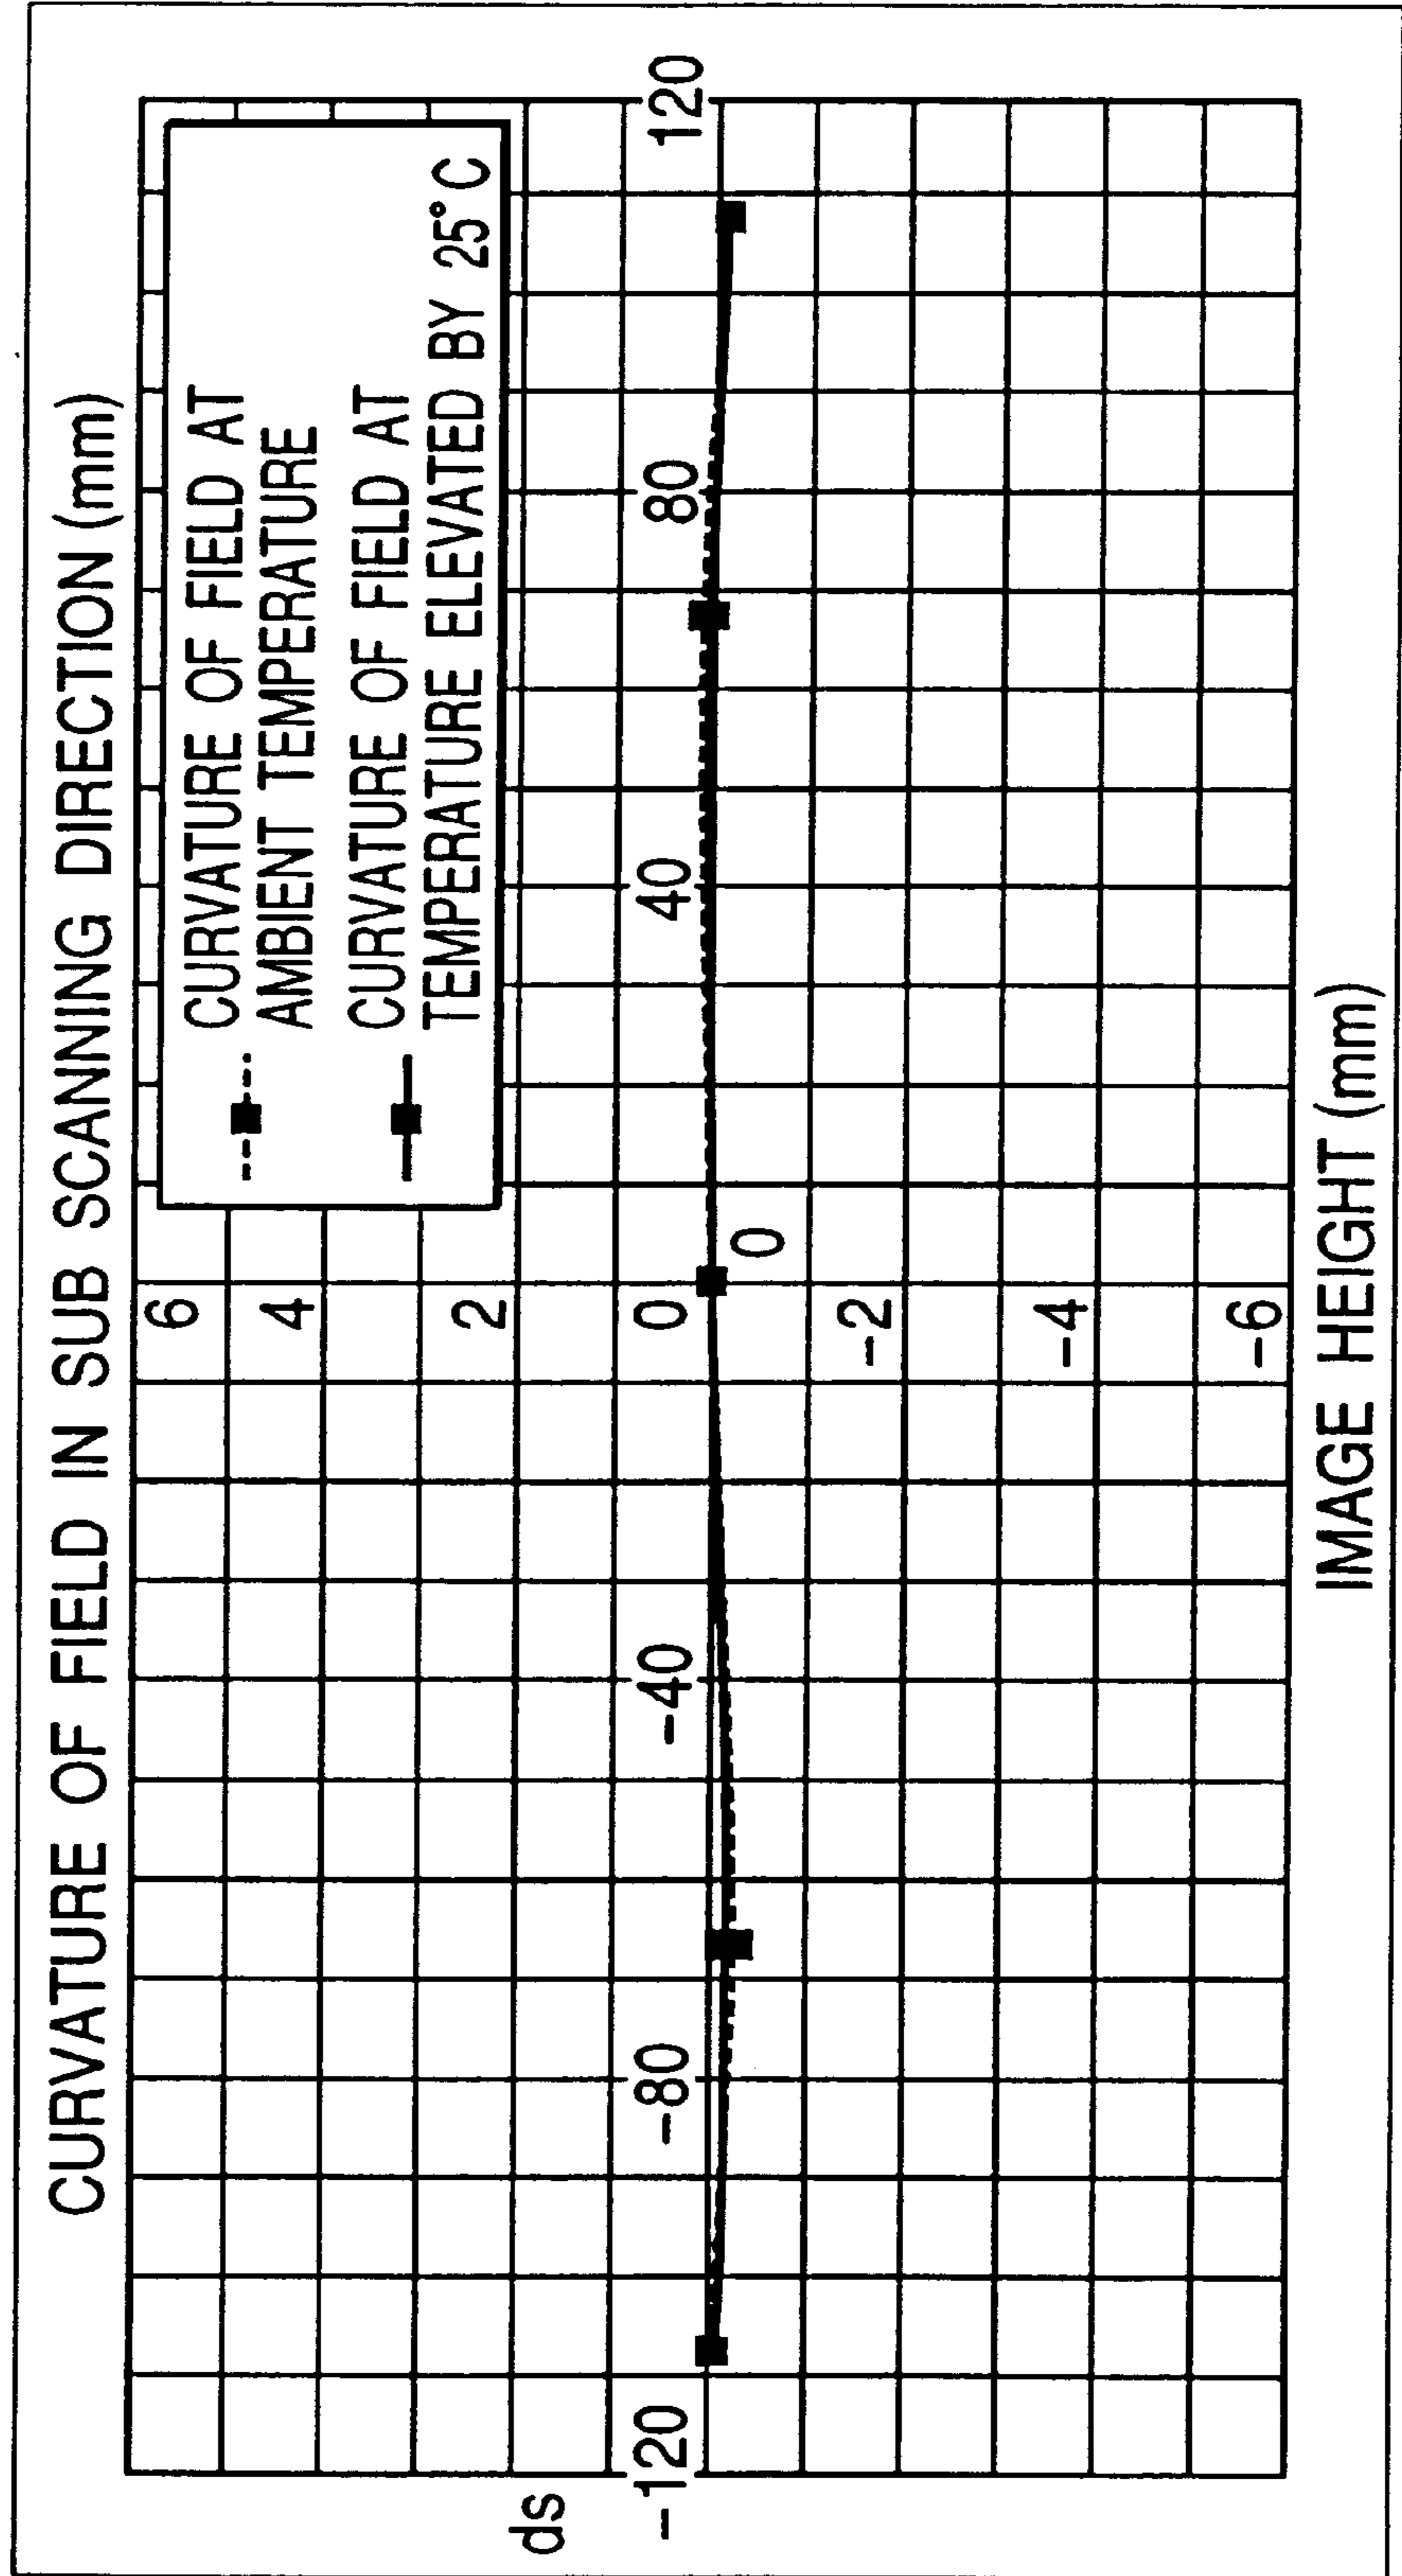 CURVATURE OF FIELD IN SUB SCANNING DIRECTION (mm)
CURVATURE OF FIELD AT
AMBIENT TEMPERATURE
CURVATURE OF FIELD AT
TEMPERATURE ELEVATED BY 25°C
6
4
2
0
-2
-4
-6
ds
-120
-80
-40
0
40
80
120
IMAGE HEIGHT (mm)